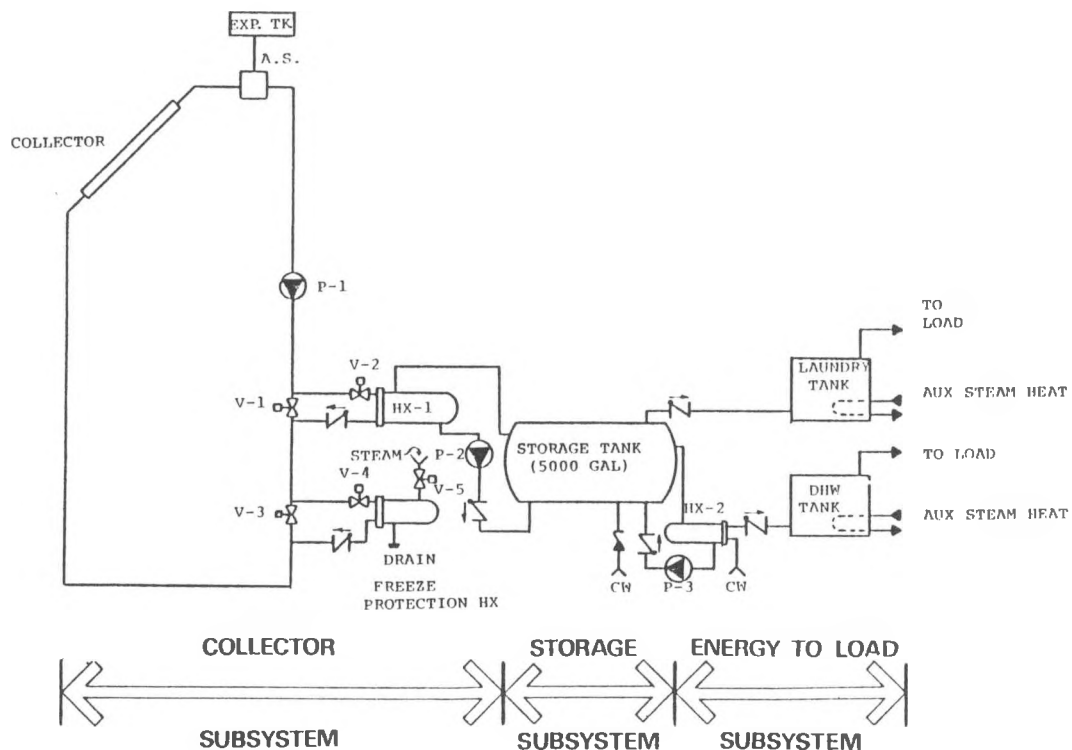 EXP. TK.
A.S.
COLLECTOR
P-1
TO
LOAD
V-2
LAUNDRY
TANK
AUX STEAM HEAT
V-1
HX-1
STEAM
P-2
STORAGE TANK
(5000 GAL)
TO LOAD
V-4
V-5
DHW
TANK
V-3
HX-2
AUX STEAM HEAT
DRAIN
CW
P-3
CW
FREEZE
PROTECTION HX
COLLECTOR
STORAGE
ENERGY TO LOAD
SUBSYSTEM
SUBSYSTEM
SUBSYSTEM